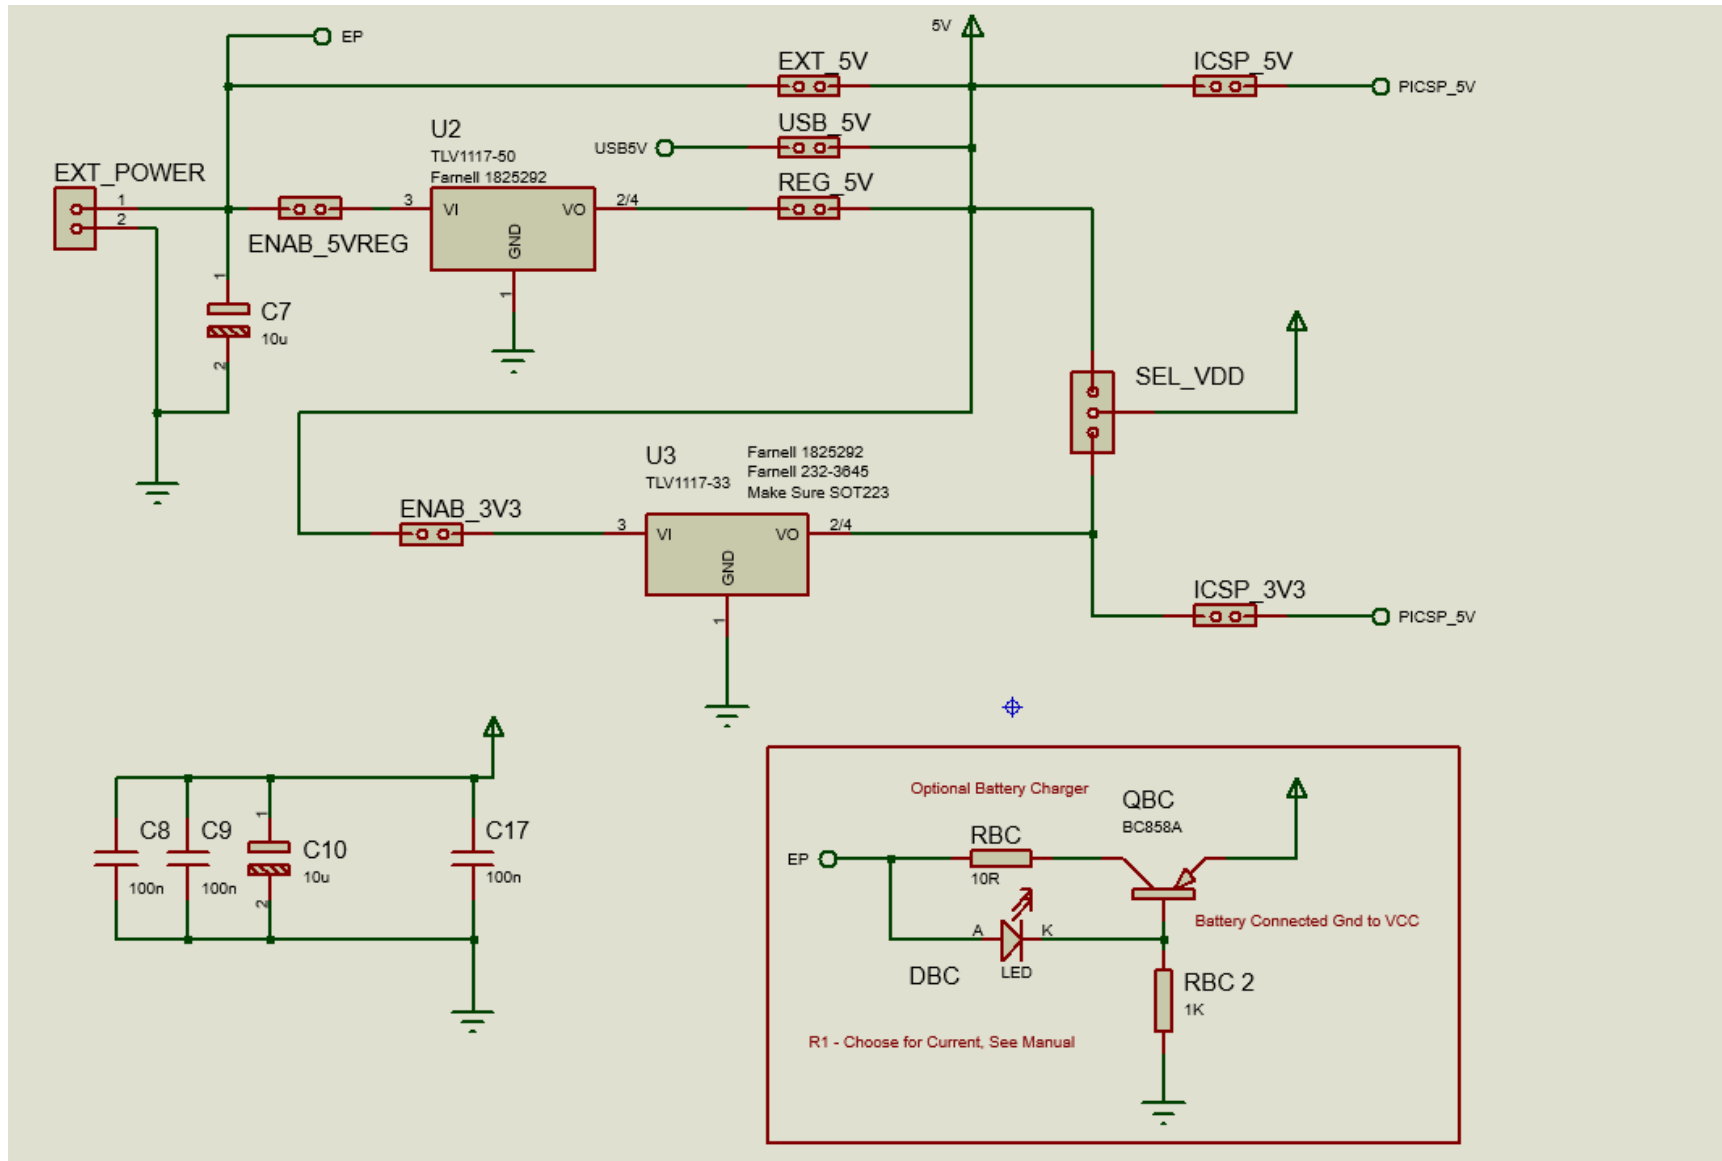 EP
5V
EXT_5V
ICSP_5V
PICSP_5V
USB_5V
USB5V
U2
TLV1117-50
Farnell 1825292
EXT_POWER
1
2
REG_5V
3
VI
VO
2/4
GND
1
ENAB_5VREG
1
C7
10u
2
SEL_VDD
U3
TLV1117-33
Farnell 1825292
Farnell 232-3645
Make Sure SOT223
ENAB_3V3
3
VI
VO
2/4
GND
1
ICSP_3V3
PICSP_5V
C8
100n
C9
100n
1
C10
10u
2
C17
100n
Optional Battery Charger
QBC
BC858A
EP
RBC
10R
Battery Connected Gnd to VCC
A
K
DBC
LED
RBC 2
1K
R1 - Choose for Current, See Manual